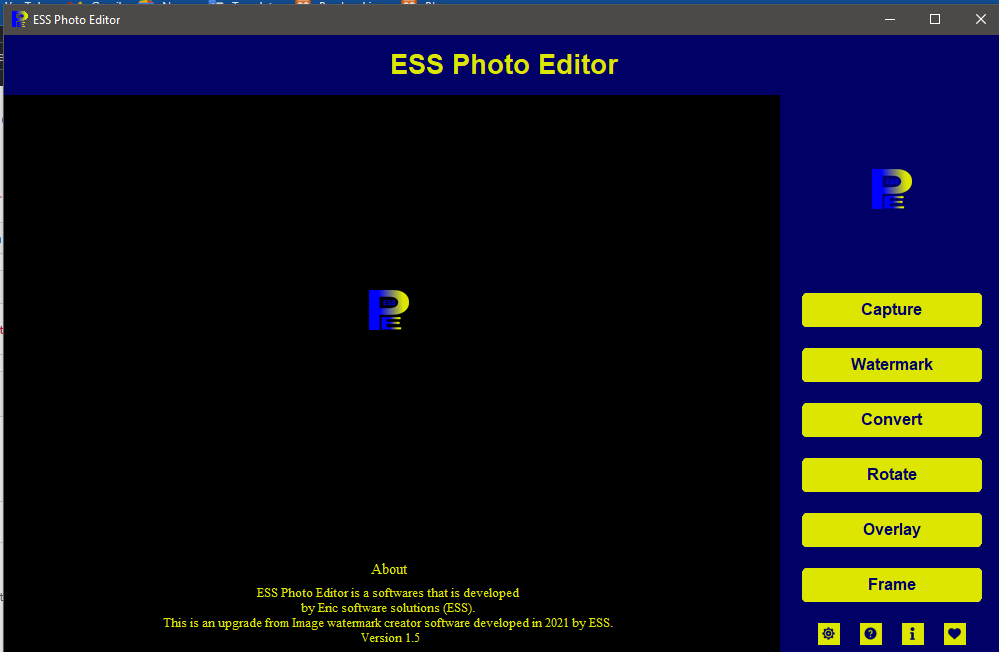 ESS Photo Editor
ESS Photo Editor
Capture
Watermark
Convert
Rotate
Overlay
Frame
About
ESS Photo Editor is a softwares that is developed
by Eric software solutions (ESS).
This is an upgrade from Image watermark creator software developed in 2021 by ESS.
Version 1.5